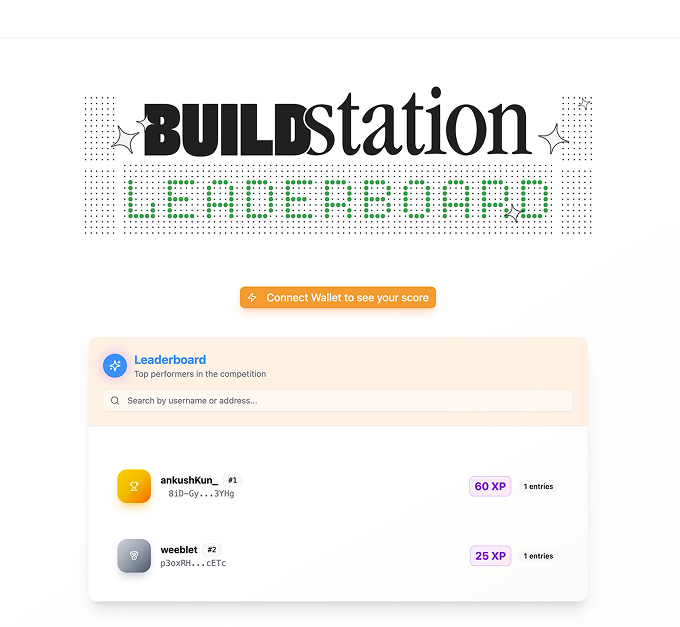 BUILDstation
LEADERBOARD
Connect Wallet to see your score
Leaderboard
Top performers in the competition
Search by username or address...
ankushKun_ #1
8iD-Gy...3YHg
60 XP
1 entries
weeblet #2
p3oxRH...cETc
25 XP
1 entries